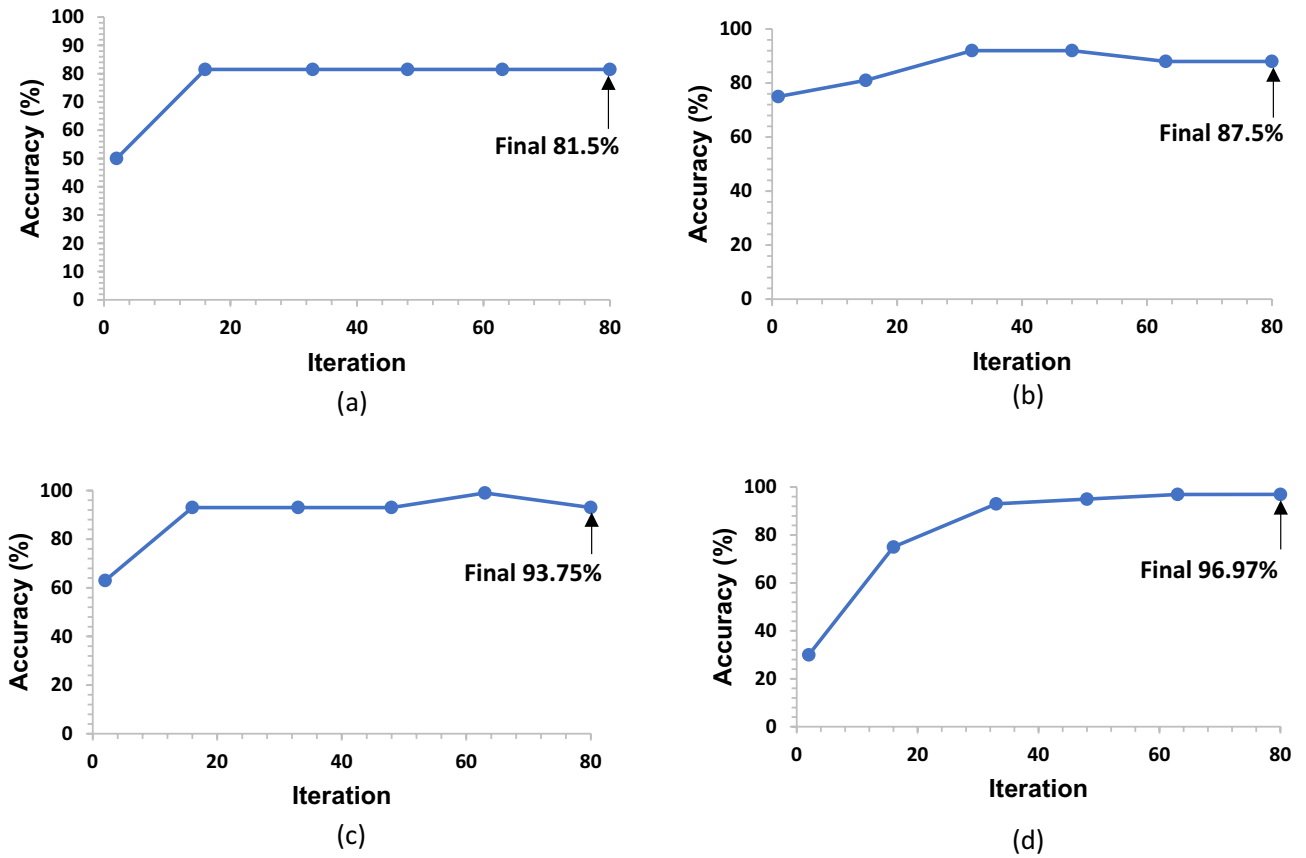 100
90
80
70
60
50
40
30
20
10
0
Accuracy (%)
Final 81.5%
0 20 40 60 80
Iteration
(a)
100
80
60
40
20
0
Accuracy (%)
Final 87.5%
0 20 40 60 80
Iteration
(b)
100
80
60
40
20
0
Accuracy (%)
Final 93.75%
0 20 40 60 80
Iteration
(c)
100
80
60
40
20
0
Accuracy (%)
Final 96.97%
0 20 40 60 80
Iteration
(d)